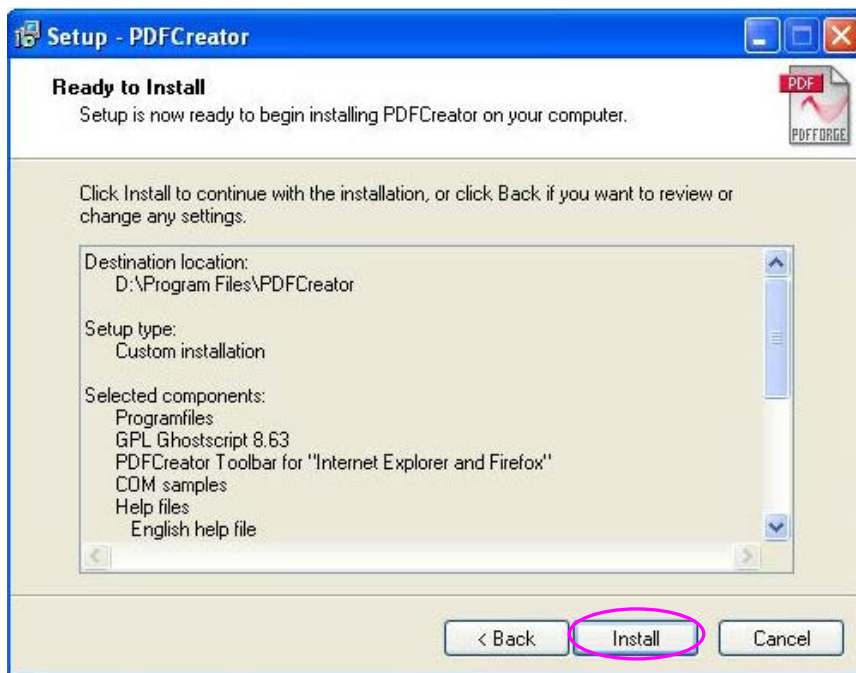 Setup - PDFCreator
Ready to Install
Setup is now ready to begin installing PDFCreator on your computer.
PDF
PDFFORGE
Click Install to continue with the installation, or click Back if you want to review or
change any settings.
Destination location:
D:\Program Files\PDFCreator
Setup type:
Custom installation
Selected components:
Programfiles
GPL Ghostscript 8.63
PDFCreator Toolbar for "Internet Explorer and Firefox"
COM samples
Help files
English help file
< Back
Install
Cancel